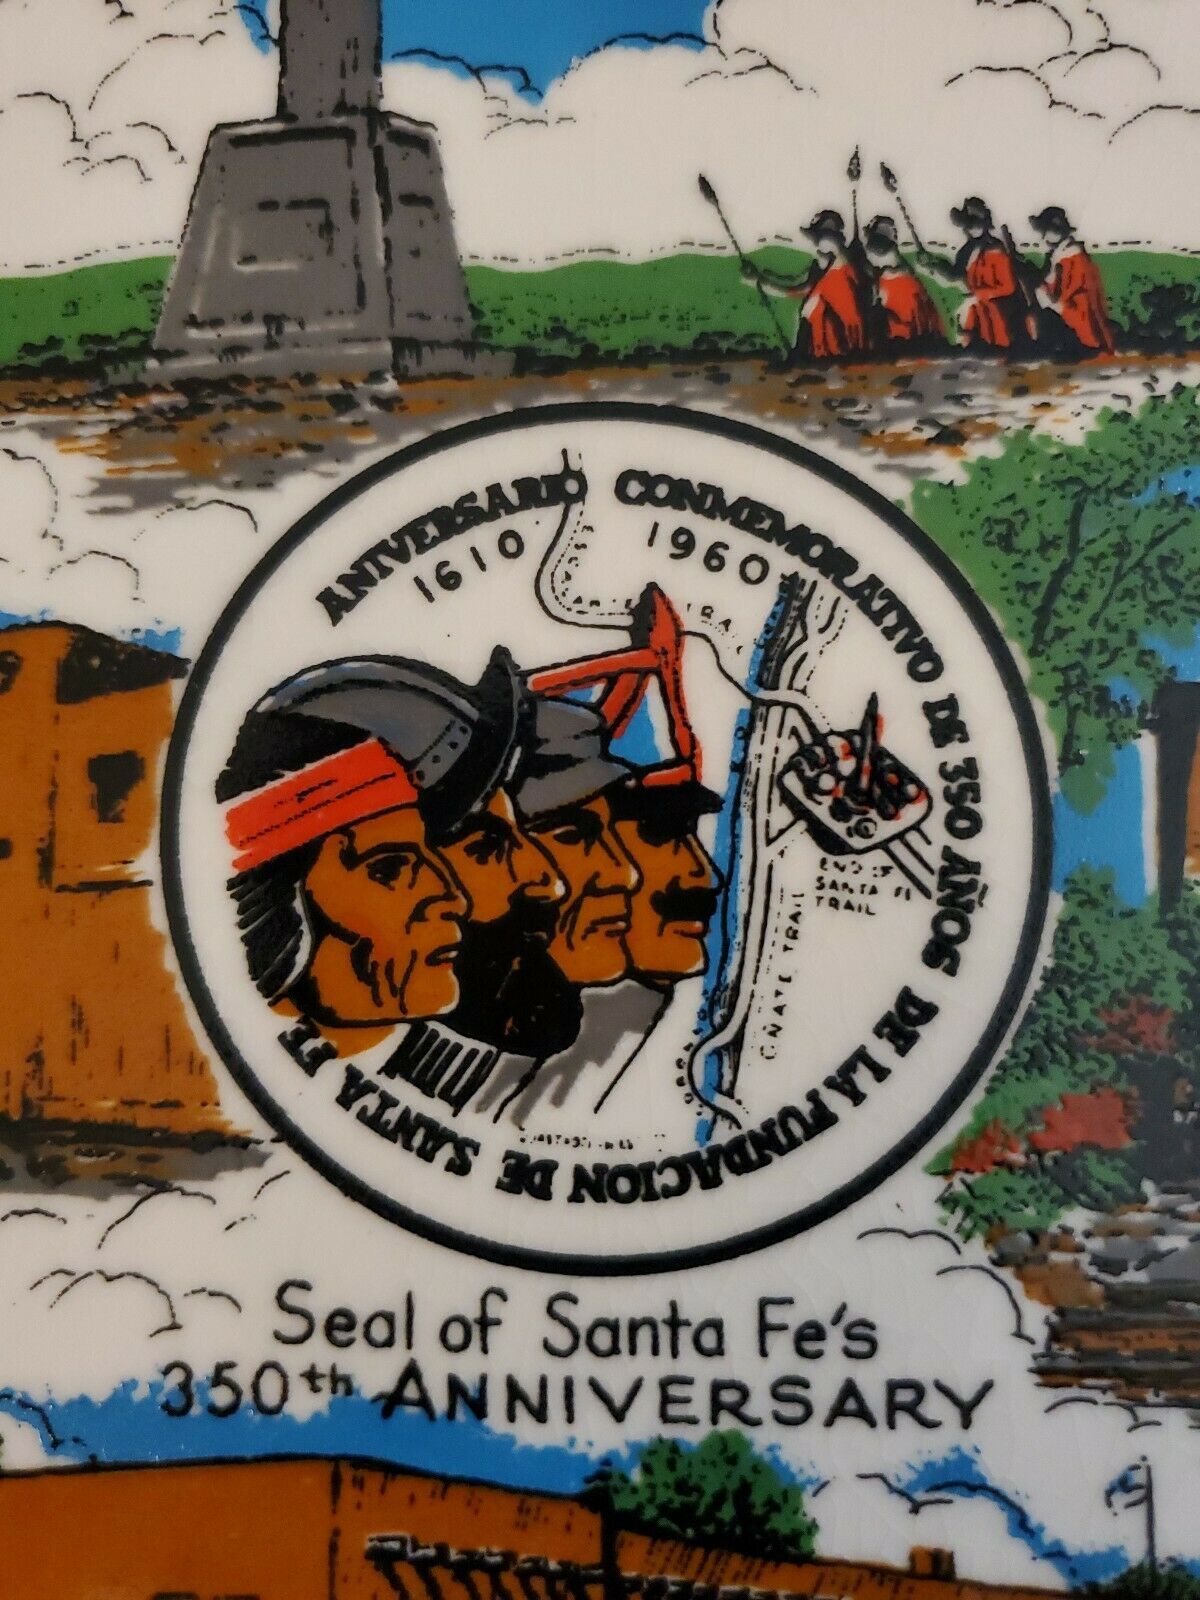 ANIVERSARIO CONMEMORATIVO DE 350 AÑOS DE LA FUNDACION DE SANTA FE
1610 1960
END OF
SANTA FE
TRAIL
OÑATE TRAIL
Seal of Santa Fe's
350th ANNIVERSARY